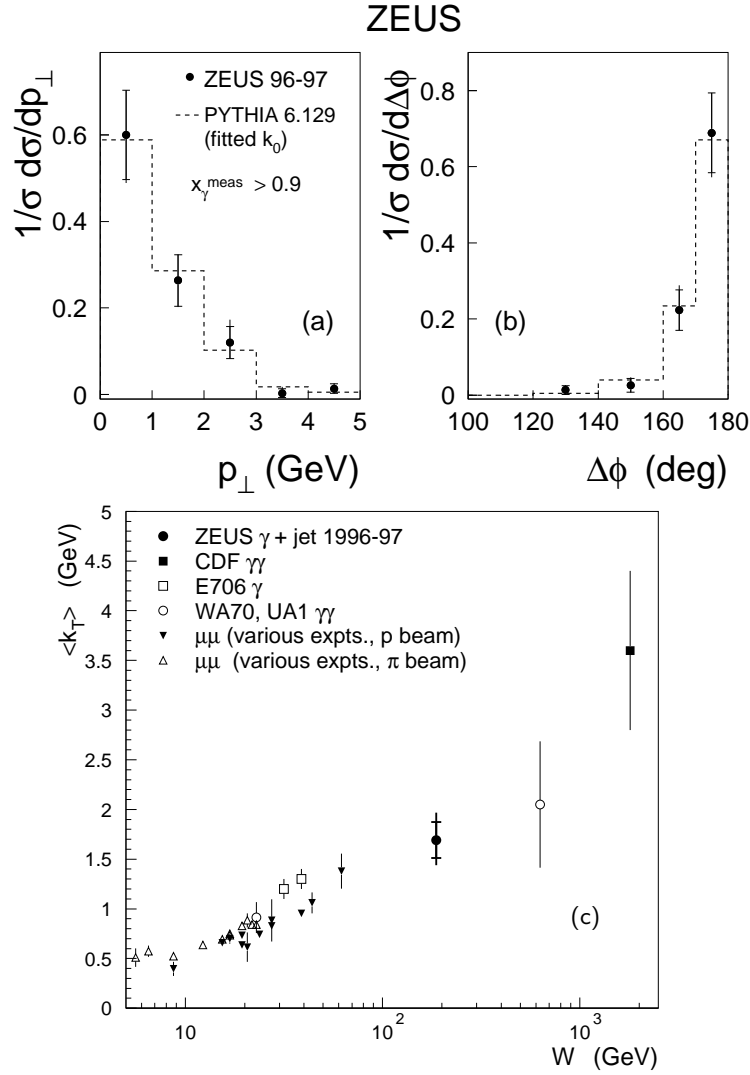 ZEUS
1/σ dσ/dp⊥
0.6
0.4
0.2
0
ZEUS 96-97
PYTHIA 6.129
(fitted k₀)
xᵧᵐᵉᵃˢ > 0.9
(a)
0 1 2 3 4 5
p⊥ (GeV)
1/σ dσ/dΔϕ
0.8
0.6
0.4
0.2
0
(b)
100 120 140 160 180
Δϕ (deg)
<k_T> (GeV)
5
4.5
4
3.5
3
2.5
2
1.5
1
0.5
0
ZEUS γ + jet 1996-97
CDF γγ
E706 γ
WA70, UA1 γγ
μμ (various expts., p beam)
μμ (various expts., π beam)
(c)
10 10² 10³
W (GeV)